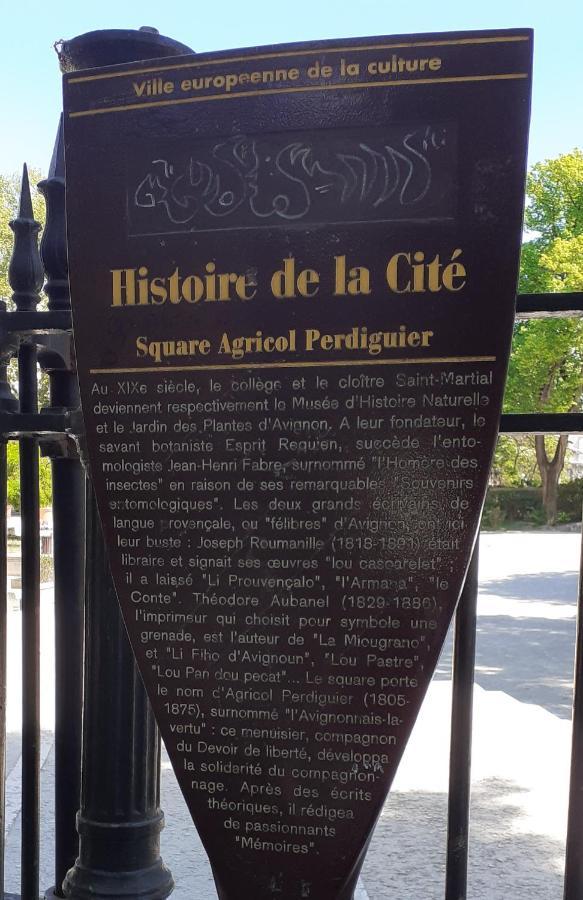 Ville européenne de la culture
Histoire de la Cité
Square Agricol Perdiguier
Au XIXe siècle, le collège et le cloître Saint-Martial
deviennent respectivement le Musée d'Histoire Naturelle
et le Jardin des Plantes d'Avignon. A leur fondateur, le
savant botaniste Esprit Requien, succède l'ento-
mologiste Jean-Henri Fabre, surnommé "l'Homère des
insectes" en raison de ses remarquables "Souvenirs
entomologiques". Les deux grands écrivains, de
langue provençale, ou "félibres" d'Avignon, ont ici
leur buste : Joseph Roumanille (1818-1891) était
libraire et signait ses œuvres "lou cascarelet",
il a laissé "Li Prouvençalo", "l'Armana", "le
Conte". Théodore Aubanel (1829-1886),
l'imprimeur qui choisit pour symbole une
grenade, est l'auteur de "La Miougrano",
et "Li Fiho d'Avignoun", "Lou Pastre",
"Lou Pan dou pecat"... Le square porte
le nom d'Agricol Perdiguier (1805-
1875), surnommé "l'Avignonnais-la-
vertu" : ce menuisier, compagnon
du Devoir de liberté, développa
la solidarité du compagnon-
nage. Après des écrits
théoriques, il rédigea
de passionnants
"Mémoires".